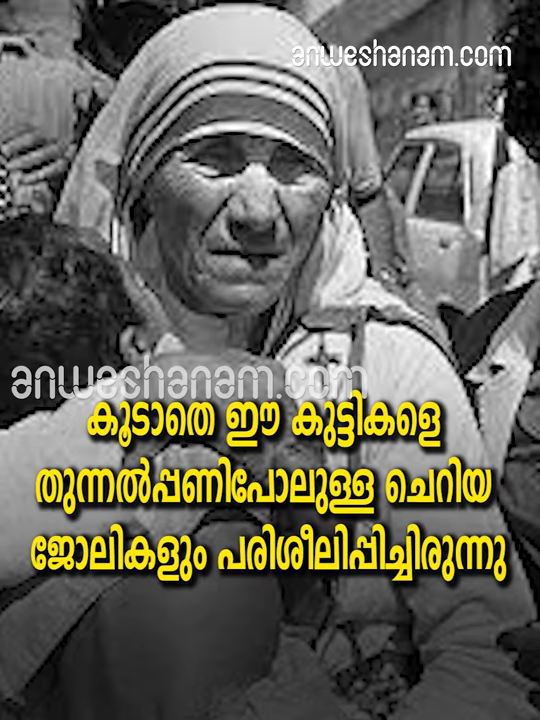 anweshanam.com
anweshanam.com
കൂടാതെ ഈ കുട്ടികളെ
തുന്നൽപ്പണിപോലുള്ള ചെറിയ
ജോലികളും പരിശീലിപ്പിച്ചിരുന്നു